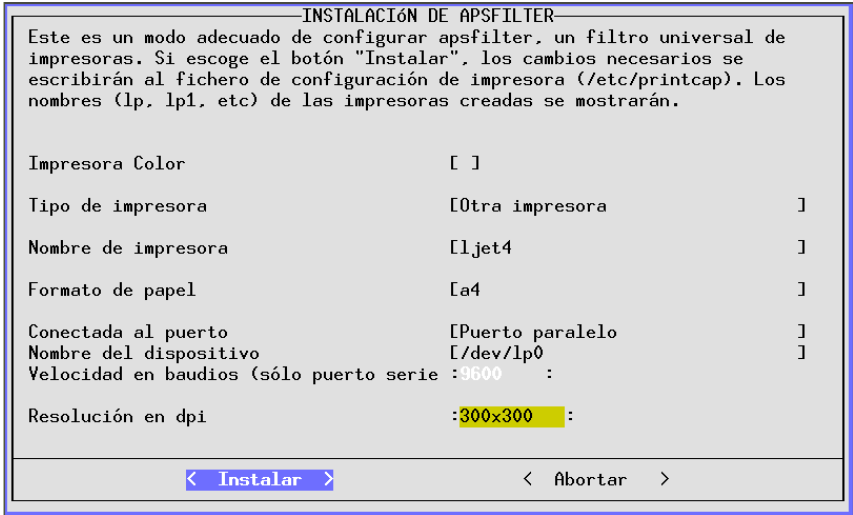 INSTALACIóN DE APSFILTER
Este es un modo adecuado de configurar apsfilter, un filtro universal de
impresoras. Si escoge el botón "Instalar", los cambios necesarios se
escribirán al fichero de configuración de impresora (/etc/printcap). Los
nombres (lp, lp1, etc) de las impresoras creadas se mostrarán.
Impresora Color [ ]
Tipo de impresora [Otra impresora ]
Nombre de impresora [ljet4 ]
Formato de papel [a4 ]
Conectada al puerto [Puerto paralelo ]
Nombre del dispositivo [/dev/lp0 ]
Velocidad en baudios (sólo puerto serie :9600 :
Resolución en dpi :300x300 :
< Instalar > < Abortar >